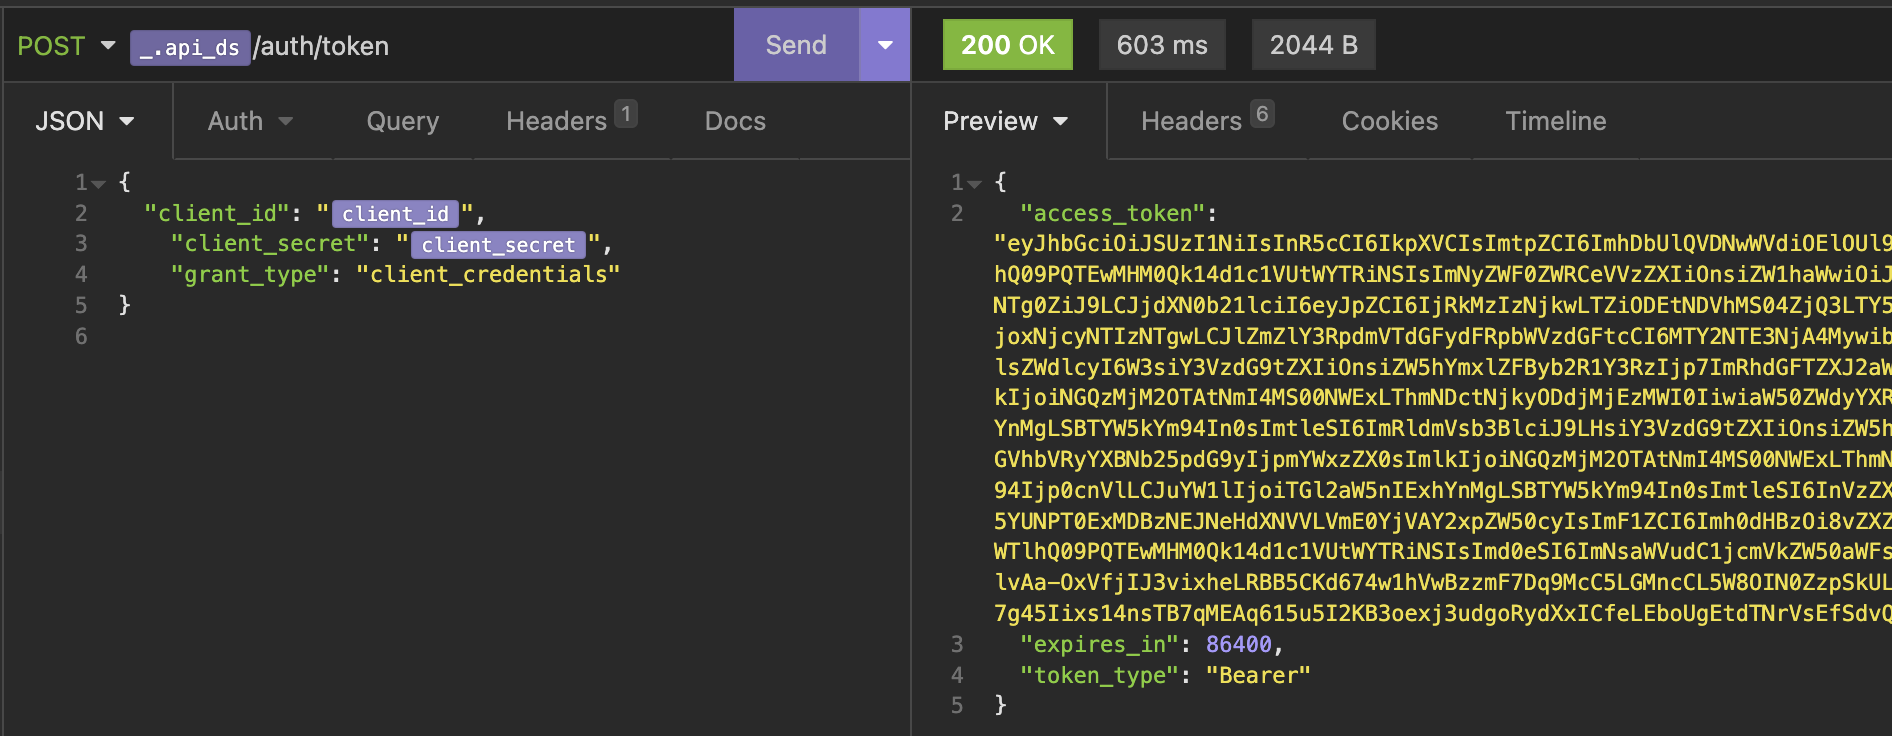 POST _.api_ds /auth/token Send
200 OK 603 ms 2044 B
JSON Auth Query Headers 1 Docs
Preview Headers 6 Cookies Timeline
1 {
2 "client_id": " client_id ",
3 "client_secret": " client_secret ",
4 "grant_type": "client_credentials"
5 }
6
1 {
2 "access_token":
"eyJhbGciOiJSUzI1NiIsInR5cCI6IkpXVCIsImtpZCI6ImhDbUlQVDNwWVdiOElOUl9
hQ09PQTEwMHM0Qk14d1c1VUtWYTRiNSIsImNyZWF0ZWRCeVVzZXIiOnsiZW1haWwiOiJ
NTg0ZiJ9LCJjdXN0b21lciI6eyJpZCI6IjRkMzIzNjkwLTZiODEtNDVhMS04ZjQ3LTY5
joxNjcyNTIzNTgwLCJlZmZlY3RpdmVTdGFydFRpbWVzdGFtcCI6MTY2NTE3NjA4Mywib
lsZWdlcyI6W3siY3VzdG9tZXIiOnsiZW5hYmxlZFByb2R1Y3RzIjp7ImRhdGFTZXJ2aW
kIjoiNGQzMjM2OTAtNmI4MS00NWExLThmNDctNjkyODdjMjEzMWI0IiwiaW50ZWdyYXR
YnMgLSBTYW5kYm94In0sImtleSI6ImRldmVsb3BlciJ9LHsiY3VzdG9tZXIiOnsiZW5h
GVhbVRyYXBNb25pdG9yIjpmYWxzZX0sImlkIjoiNGQzMjM2OTAtNmI4MS00NWExLThmN
94Ijp0cnVlLCJuYW1lIjoiTGl2aW5nIExhYnMgLSBTYW5kYm94In0sImtleSI6InVzZX
5YUNPT0ExMDBzNEJNeHdXNVVLVmE0YjVAY2xpZW50cyIsImF1ZCI6Imh0dHBzOi8vZXZ
WTlhQ09PQTEwMHM0Qk14d1c1VUtWYTRiNSIsImd0eSI6ImNsaWVudC1jcmVkZW50aWFs
lvAa-OxVfjIJ3vixheLRBB5CKd674w1hVwBzzmF7Dq9McC5LGMncCL5W8OIN0ZzpSkUL
7g45Iixs14nsTB7qMEAq615u5I2KB3oexj3udgoRydXxICfeLEboUgEtdTNrVsEfSdvQ
3 "expires_in": 86400,
4 "token_type": "Bearer"
5 }